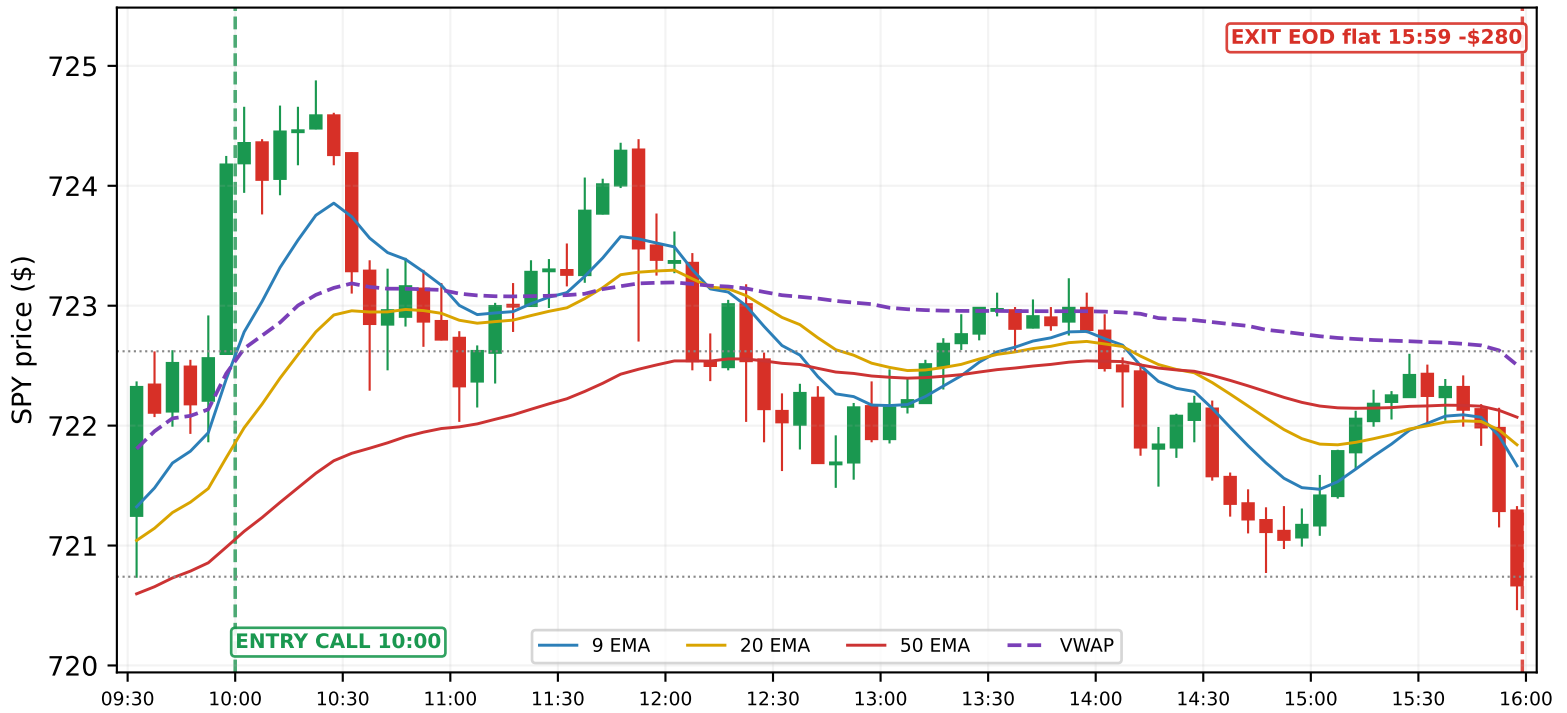 EXIT EOD flat 15:59 -$280
SPY price ($)
725
724
723
722
721
720
ENTRY CALL 10:00
9 EMA 20 EMA 50 EMA VWAP
09:30 10:00 10:30 11:00 11:30 12:00 12:30 13:00 13:30 14:00 14:30 15:00 15:30 16:00